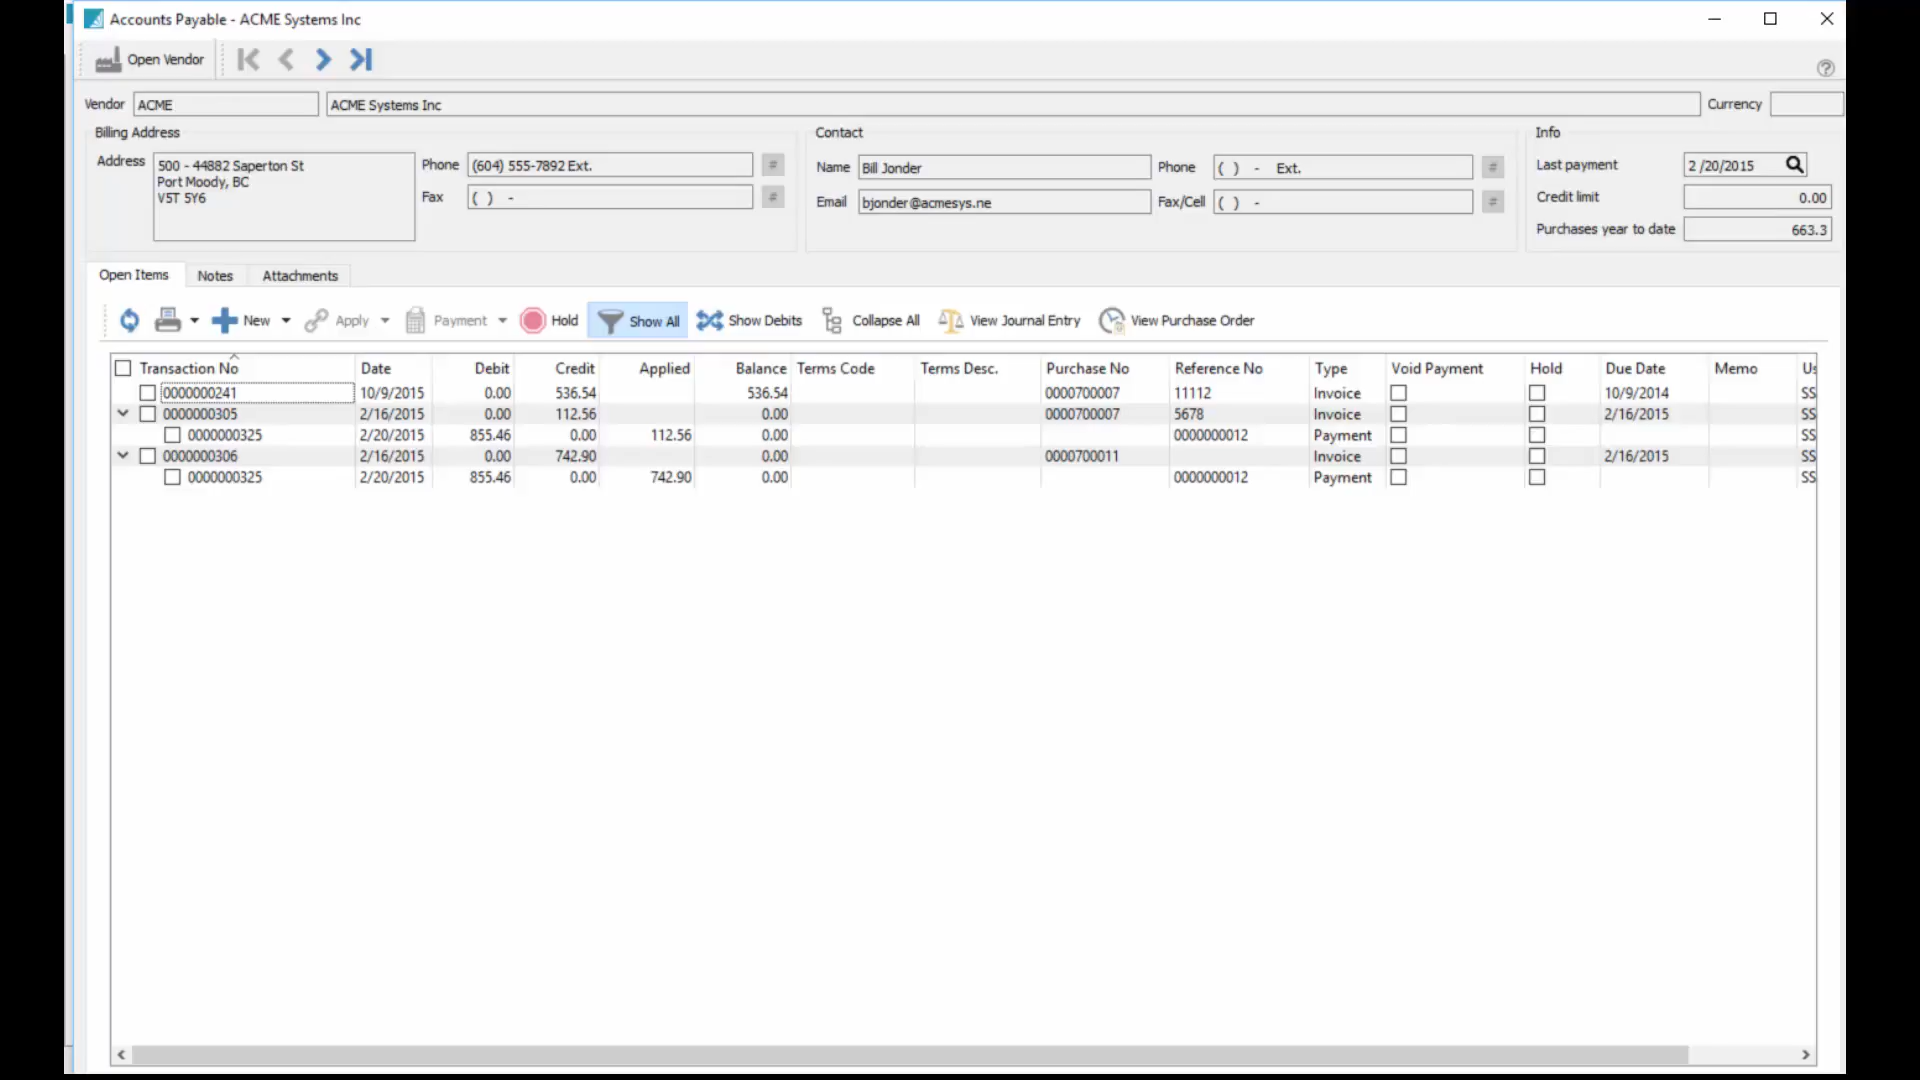 Accounts Payable - ACME Systems Inc
Open Vendor
Vendor ACME ACME Systems Inc Currency
Billing Address Contact Info
Address 500 - 44882 Saperton St
Port Moody, BC
V5T 5Y6
Phone (604) 555-7892 Ext. #
Fax ( ) - #
Name Bill Jonder Phone ( ) - Ext. #
Email bjonder@acmesys.ne Fax/Cell ( ) - #
Last payment 2 /20/2015
Credit limit 0.00
Purchases year to date 663.3
Open Items Notes Attachments
New Apply Payment Hold Show All Show Debits Collapse All View Journal Entry View Purchase Order
Transaction No Date Debit Credit Applied Balance Terms Code Terms Desc. Purchase No Reference No Type Void Payment Hold Due Date Memo Us
0000000241 10/9/2015 0.00 536.54 536.54 0000700007 11112 Invoice 10/9/2014 SS
0000000305 2/16/2015 0.00 112.56 0.00 0000700007 5678 Invoice 2/16/2015 SS
0000000325 2/20/2015 855.46 0.00 112.56 0.00 0000000012 Payment SS
0000000306 2/16/2015 0.00 742.90 0.00 0000700011 Invoice 2/16/2015 SS
0000000325 2/20/2015 855.46 0.00 742.90 0.00 0000000012 Payment SS